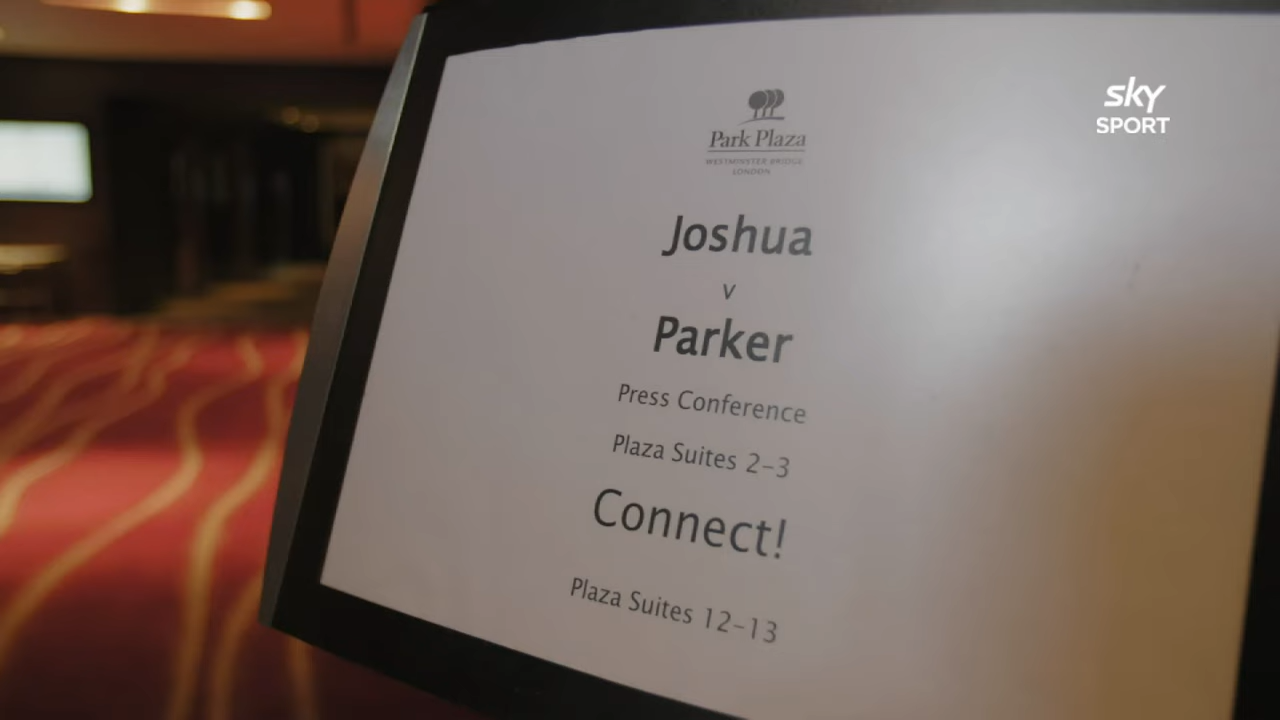 sky
SPORT
Park Plaza
WESTMINSTER BRIDGE
LONDON
Joshua
v
Parker
Press Conference
Plaza Suites 2-3
Connect!
Plaza Suites 12-13